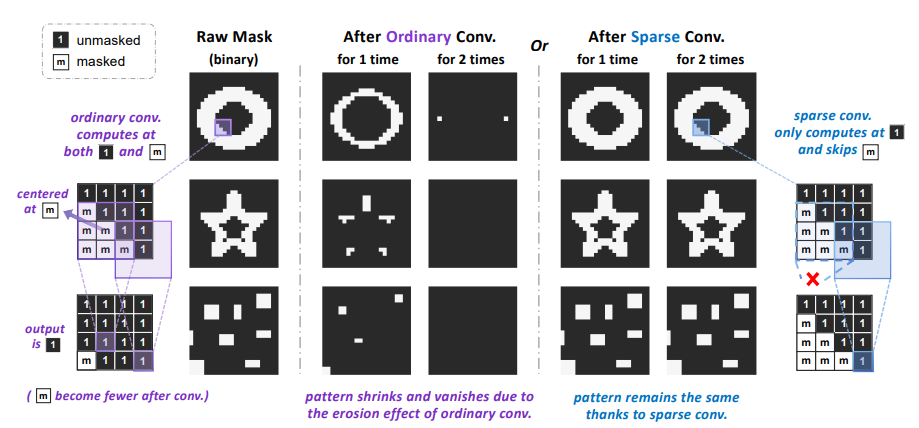 1 unmasked
m masked
Raw Mask
(binary)
After Ordinary Conv.
for 1 time for 2 times
Or
After Sparse Conv.
for 1 time for 2 times
ordinary conv.
computes at
both 1 and m
centered
at m
1 1 1 1
m 1 1 1
m m 1 1
m m m 1
output
is 1
1 1 1 1
1 1 1 1
1 1 1 1
m 1 1 1
( m become fewer after conv.)
pattern shrinks and vanishes due to
the erosion effect of ordinary conv.
pattern remains the same
thanks to sparse conv.
sparse conv.
only computes at 1
and skips m
1 1 1 1
m 1 1 1
m m 1 1
m m m 1
1 1 1 1
m 1 1 1
m m 1 1
m m m 1